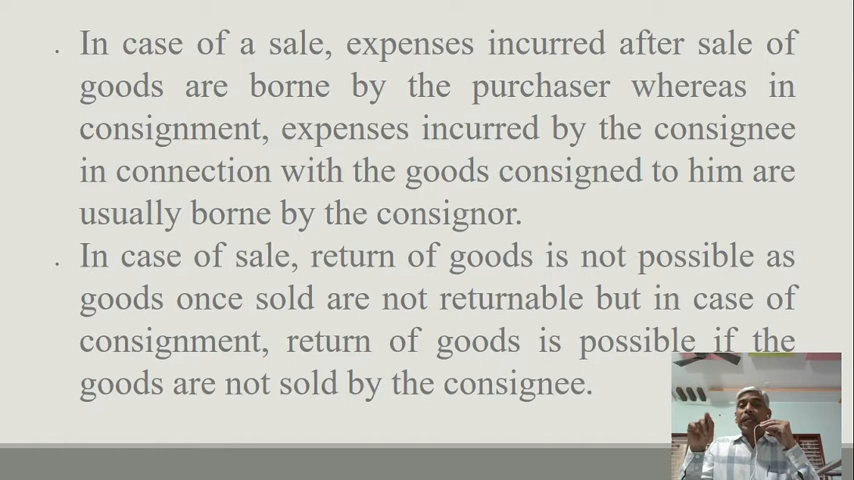 . In case of a sale, expenses incurred after sale of
goods are borne by the purchaser whereas in
consignment, expenses incurred by the consignee
in connection with the goods consigned to him are
usually borne by the consignor.
. In case of sale, return of goods is not possible as
goods once sold are not returnable but in case of
consignment, return of goods is possible if the
goods are not sold by the consignee.